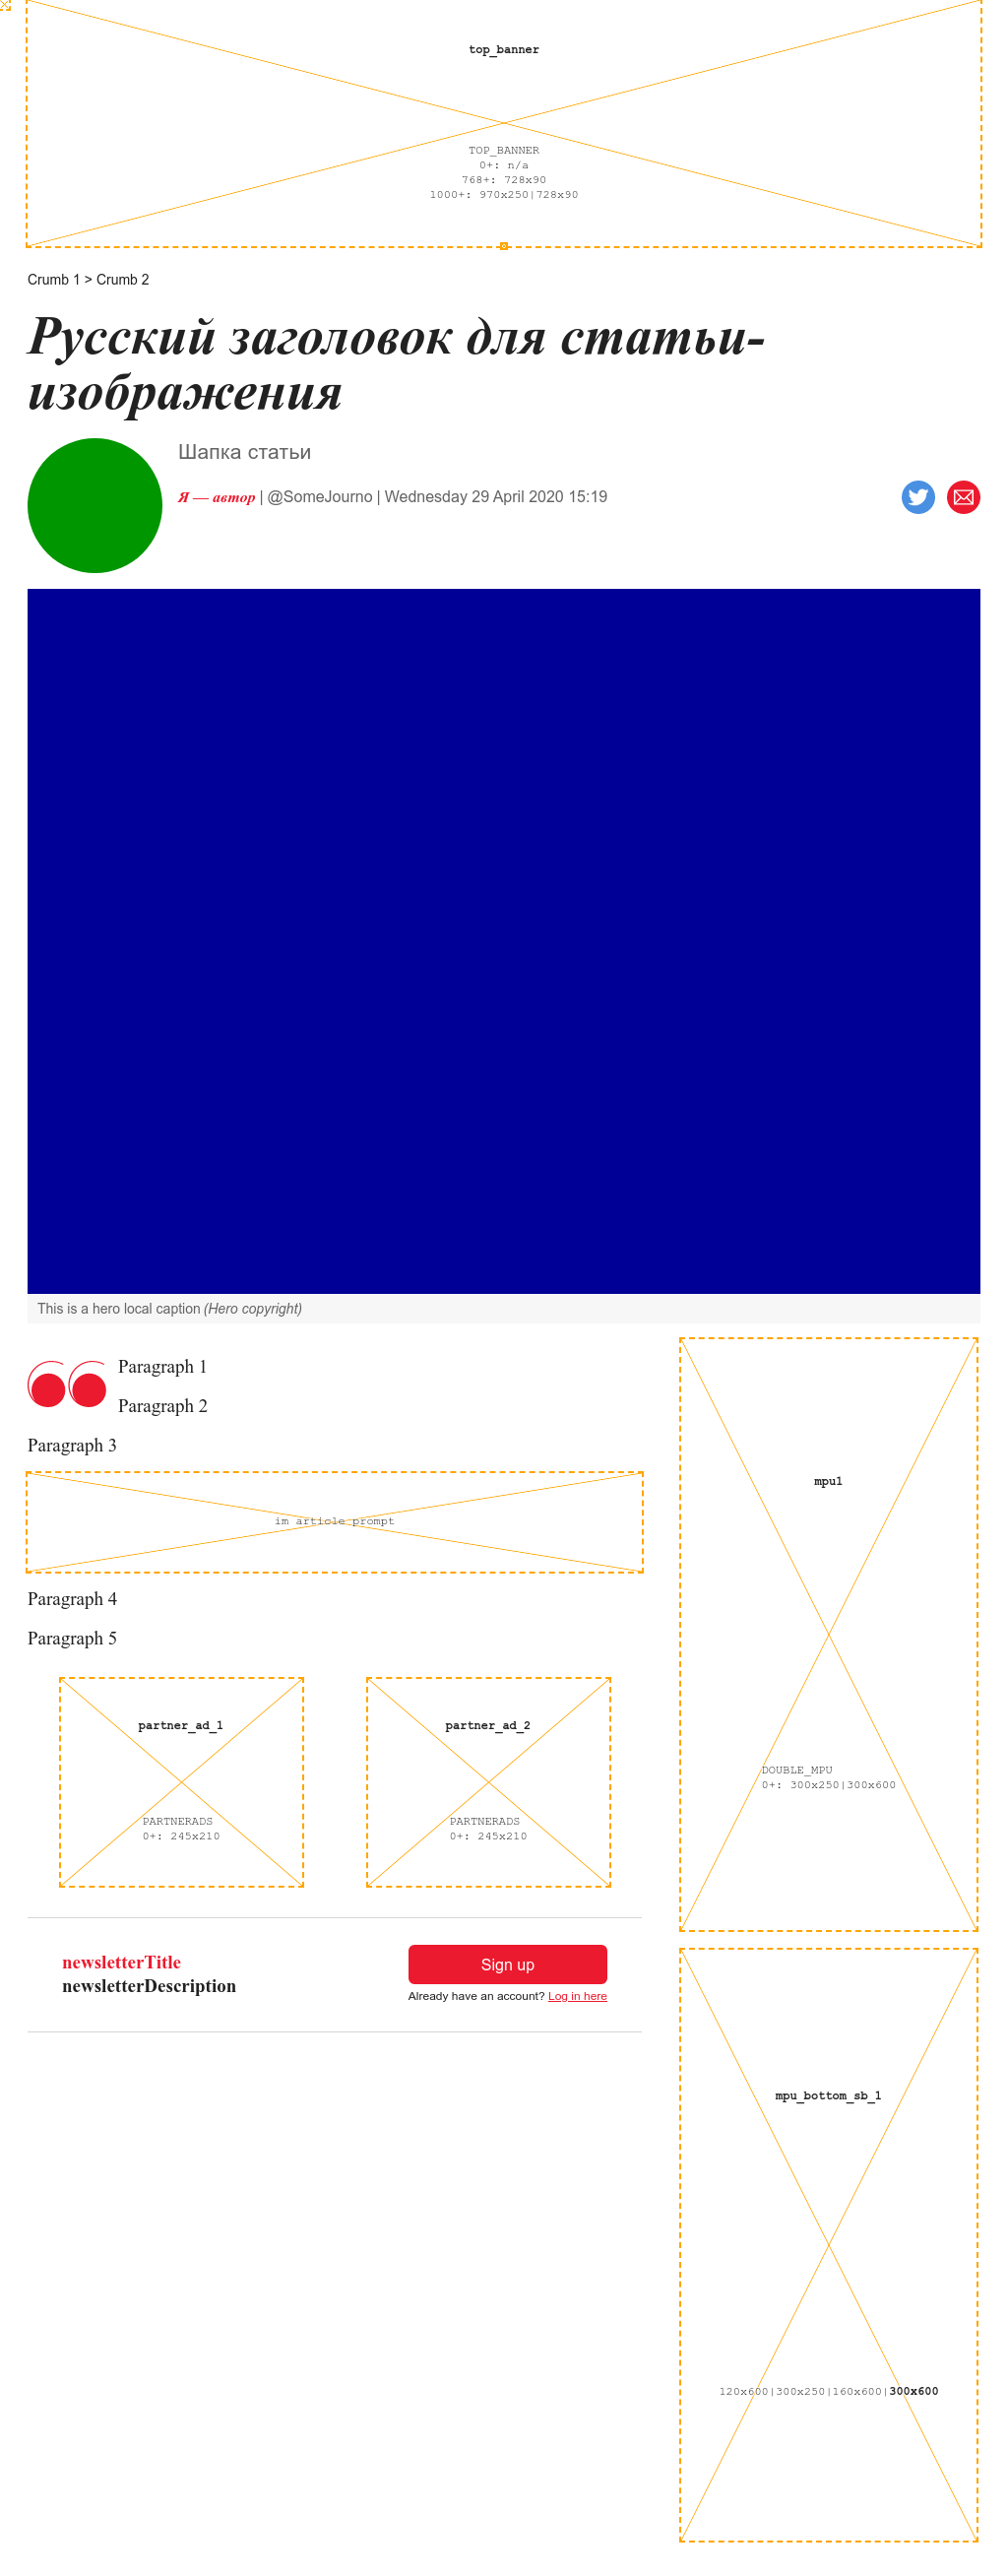 top_banner
TOP_BANNER
0+: n/a
768+: 728x90
1000+: 970x250|728x90
Crumb 1 > Crumb 2
Русский заголовок для статьи-
изображения
Шапка статьи
Я — автор | @SomeJourno | Wednesday 29 April 2020 15:19
This is a hero local caption (Hero copyright)
Paragraph 1
Paragraph 2
Paragraph 3
im article prompt
Paragraph 4
Paragraph 5
partner_ad_1
PARTNERADS
0+: 245x210
partner_ad_2
PARTNERADS
0+: 245x210
newsletterTitle
newsletterDescription
Sign up
Already have an account? Log in here
mpu1
DOUBLE_MPU
0+: 300x250|300x600
mpu_bottom_sb_1
120x600|300x250|160x600|300x600